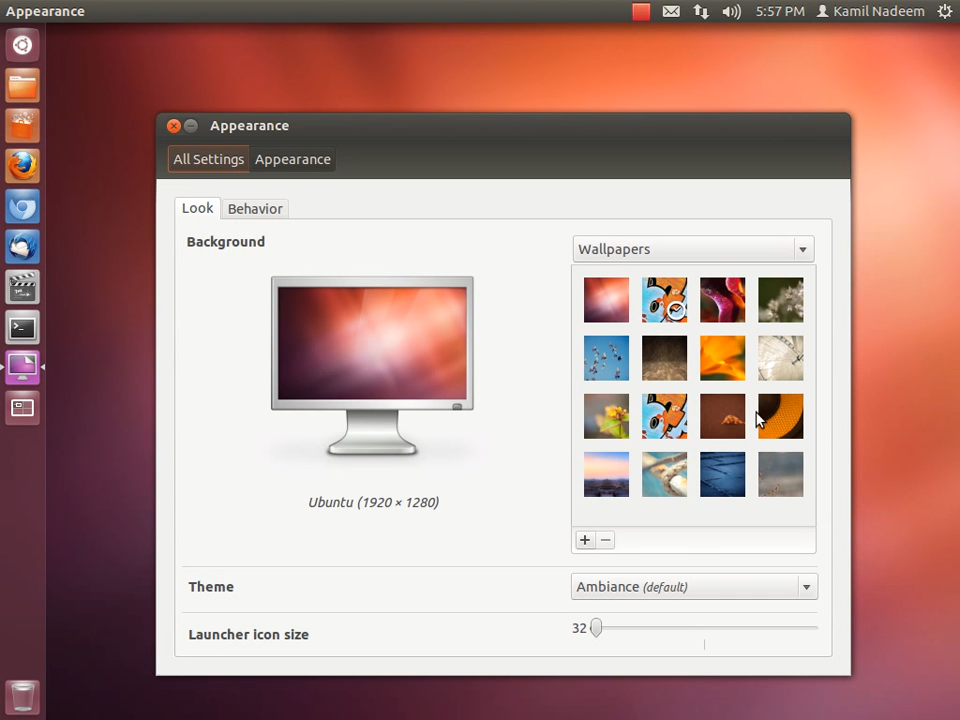 Appearance
5:57 PM
Kamil Nadeem
Appearance
All Settings
Appearance
Look
Behavior
Background
Wallpapers
Ubuntu (1920 × 1280)
Theme
Ambiance (default)
Launcher icon size
32